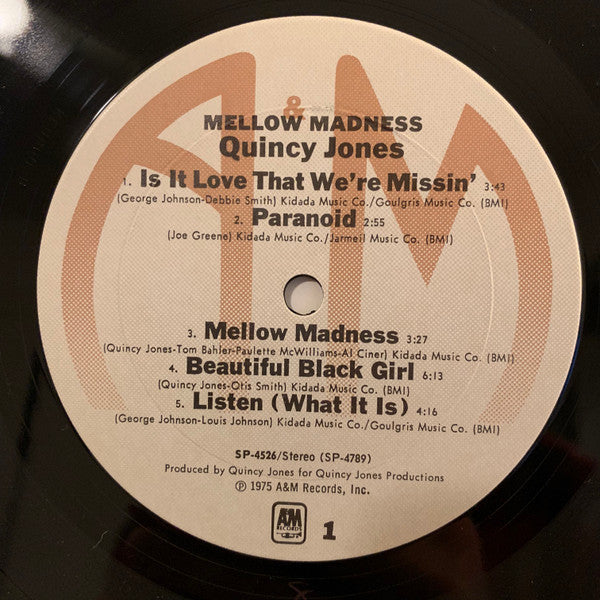 A&M
MELLOW MADNESS
Quincy Jones
1. Is It Love That We're Missin' 3:43
(George Johnson-Debbie Smith) Kidada Music Co./Goulgris Music Co. (BMI)
2. Paranoid 2:55
(Joe Greene) Kidada Music Co./Jarmeil Music Co. (BMI)
3. Mellow Madness 3:27
(Quincy Jones-Tom Bahler-Paulette McWilliams-Al Ciner) Kidada Music Co. (BMI)
4. Beautiful Black Girl 6:13
(Quincy Jones-Otis Smith) Kidada Music Co. (BMI)
5. Listen (What It Is) 4:16
(George Johnson-Louis Johnson) Kidada Music Co./Goulgris Music Co. (BMI)
SP-4526/Stereo (SP-4789)
Produced by Quincy Jones for Quincy Jones Productions
℗ 1975 A&M Records, Inc.
A&M
RECORDS
1